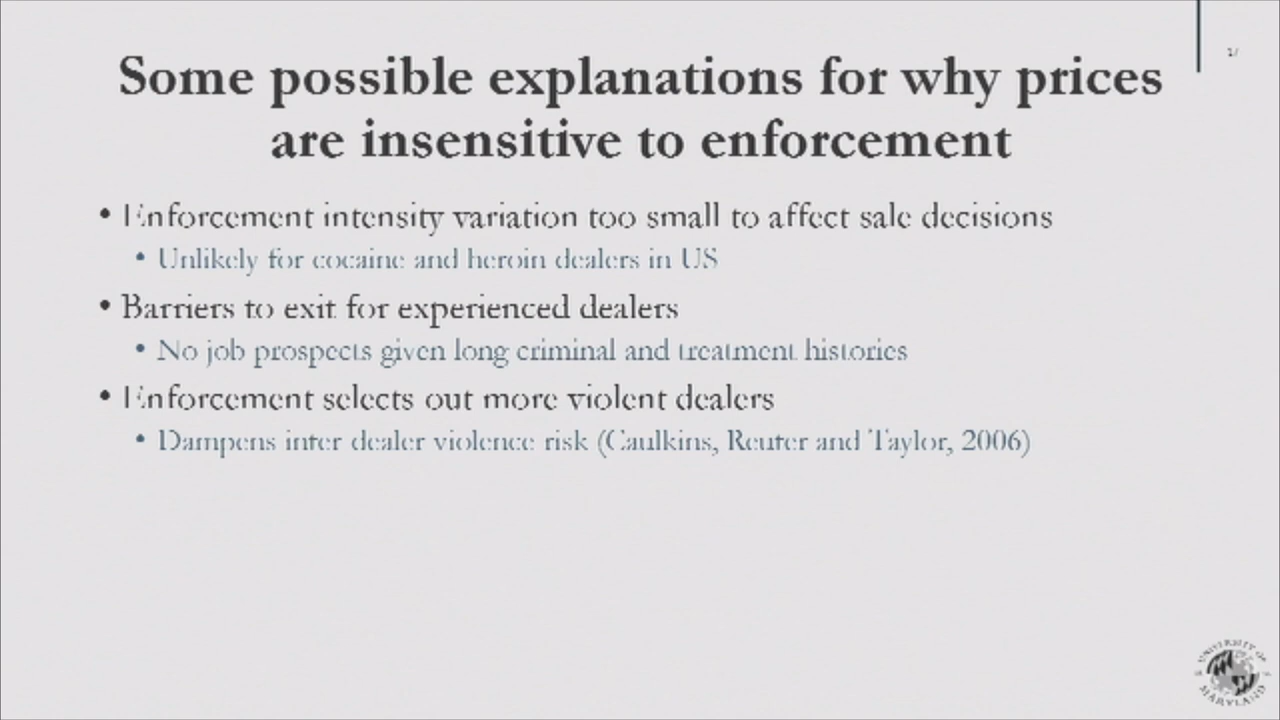 Some possible explanations for why prices
are insensitive to enforcement
• Enforcement intensity variation too small to affect sale decisions
• Unlikely for cocaine and heroin dealers in US
• Barriers to exit for experienced dealers
• No job prospects given long criminal and treatment histories
• Enforcement selects out more violent dealers
• Dampens inter dealer violence risk (Caulkins, Reuter and Taylor, 2006)
UNIVERSITY OF
MARYLAND